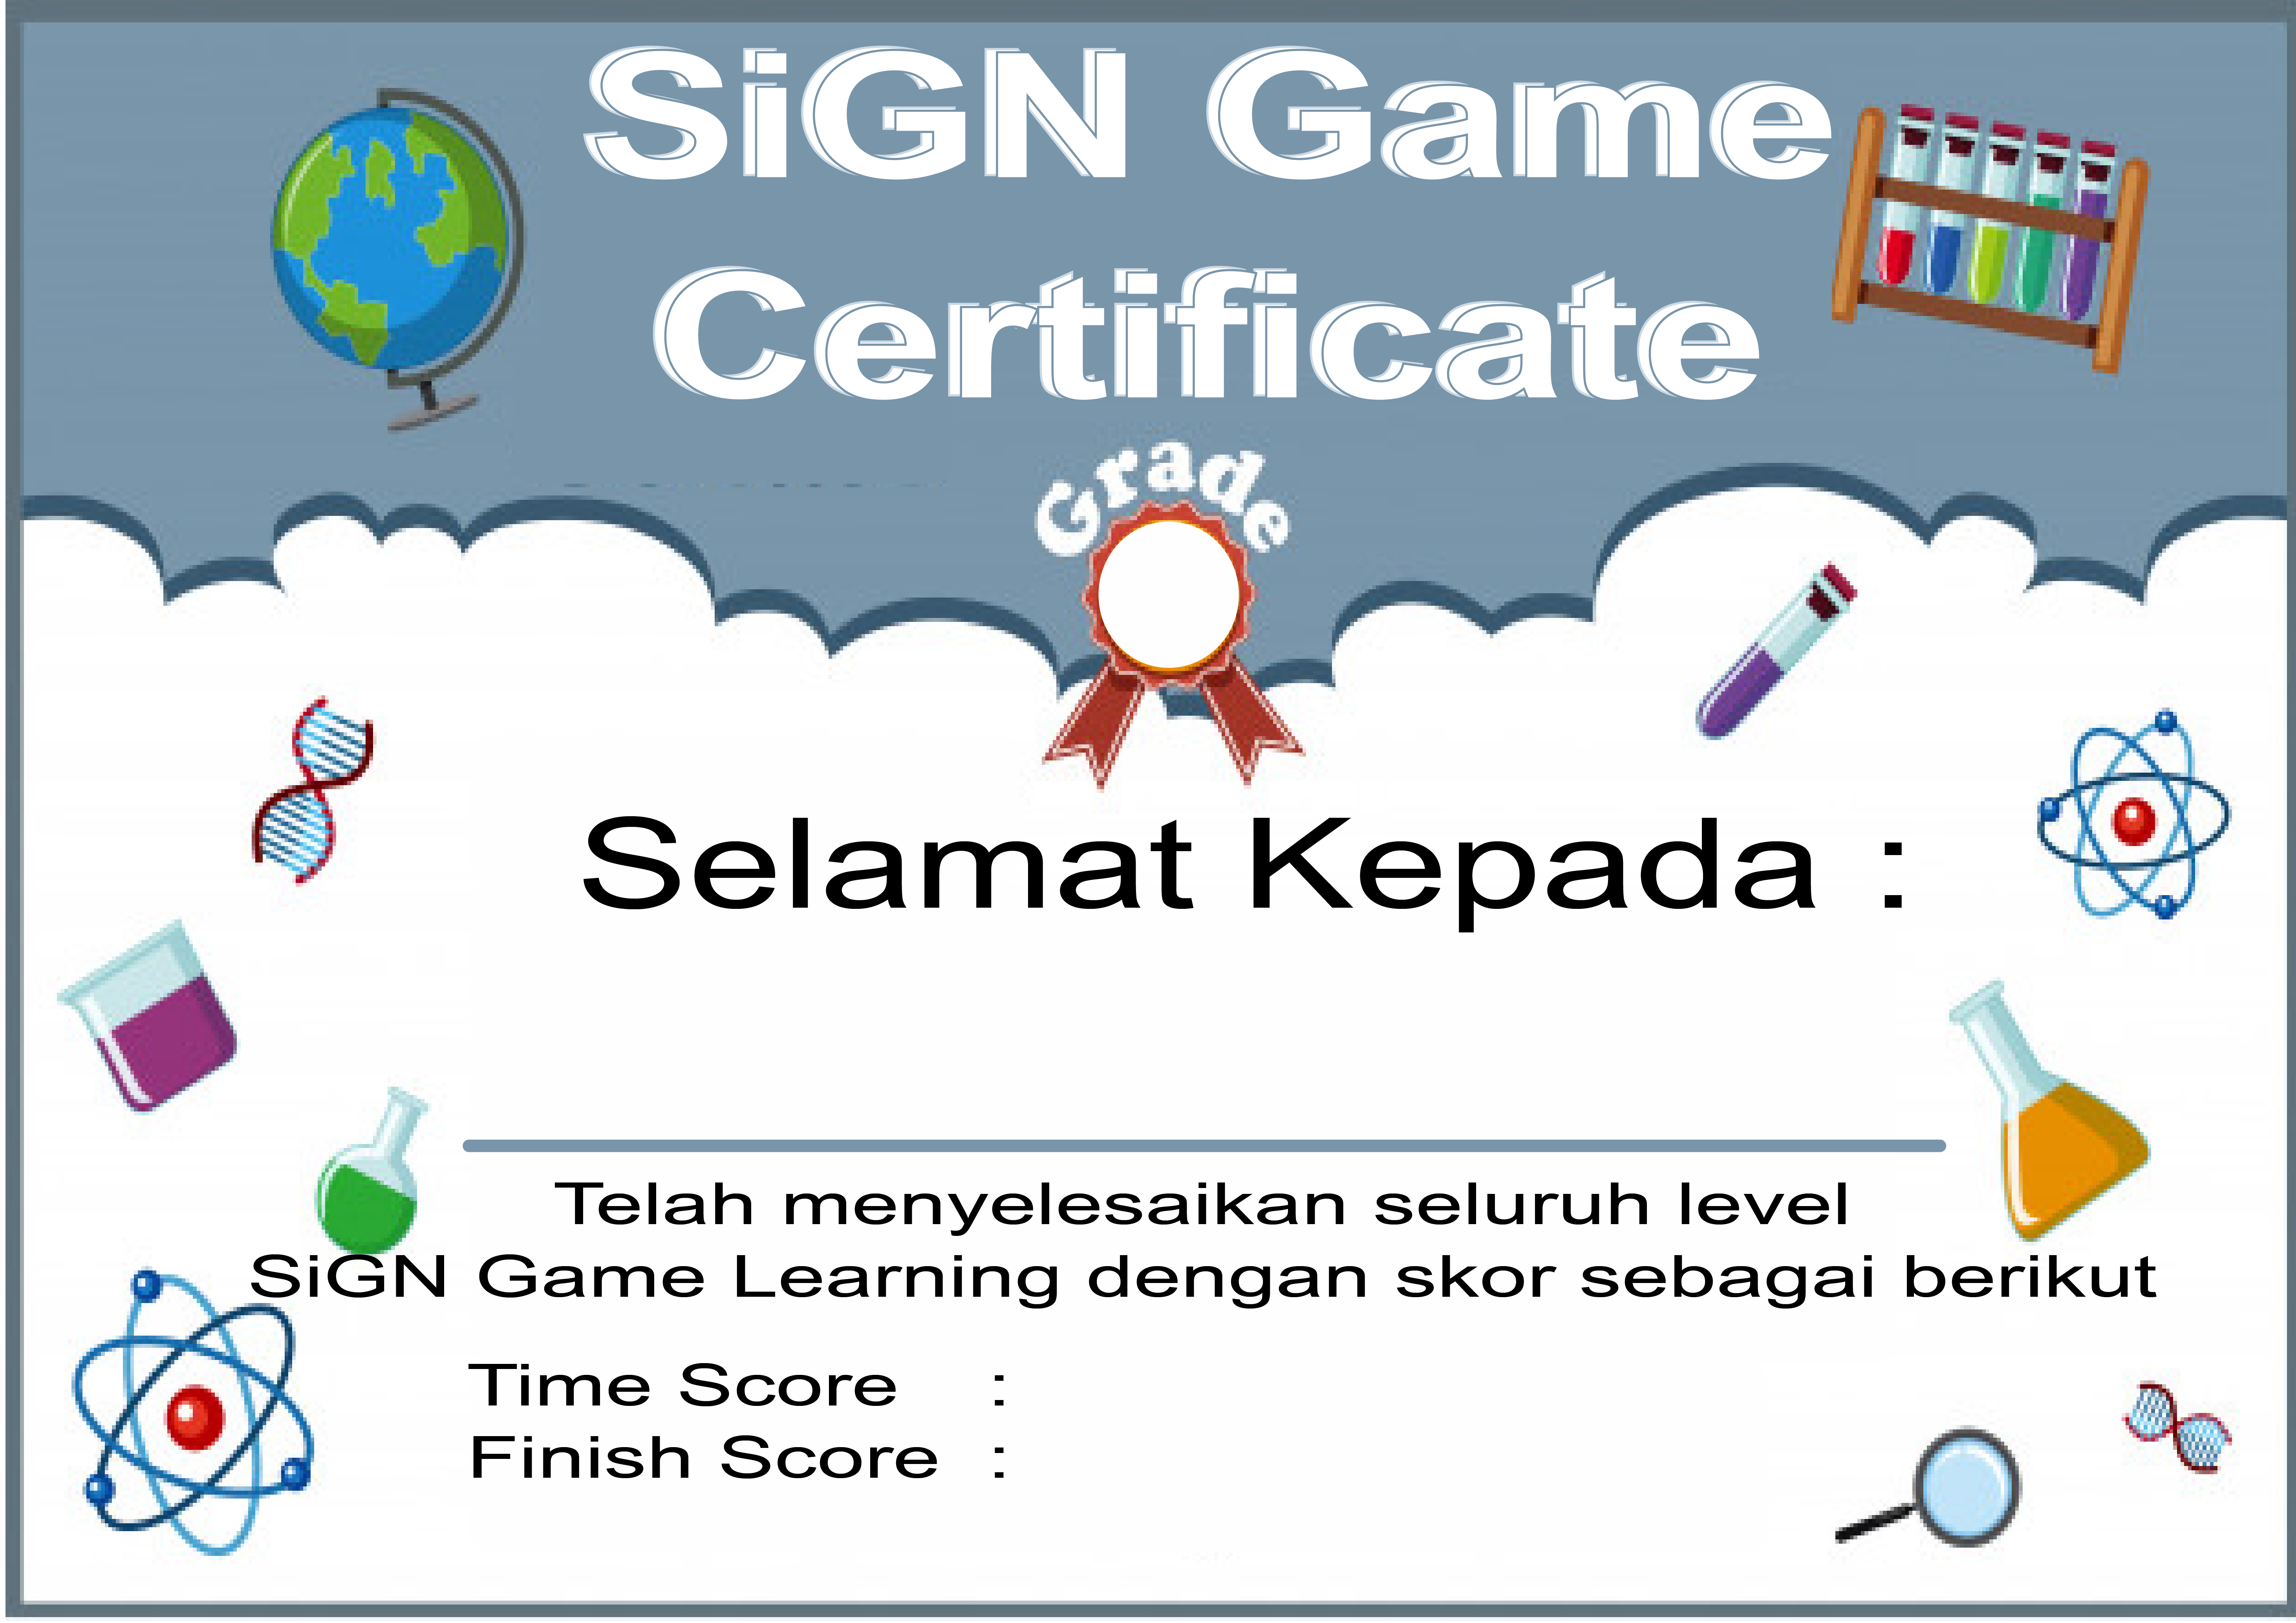 SiGN Game
Certificate
Grade
Selamat Kepada :
Telah menyelesaikan seluruh level
SiGN Game Learning dengan skor sebagai berikut
Time Score :
Finish Score :